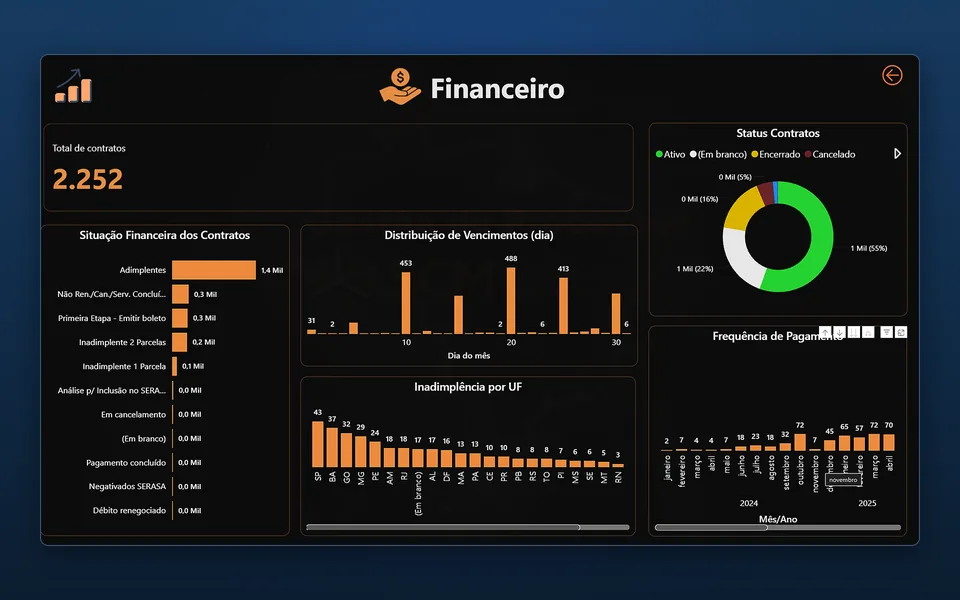 Financeiro
Total de contratos
2.252
Status Contratos
Ativo (Em branco) Encerrado Cancelado
0 Mil (5%)
0 Mil (16%)
1 Mil (22%)
1 Mil (55%)
Situação Financeira dos Contratos
Adimplentes 1,4 Mil
Não Ren./Can./Serv. Concluí... 0,3 Mil
Primeira Etapa - Emitir boleto 0,3 Mil
Inadimplente 2 Parcelas 0,2 Mil
Inadimplente 1 Parcela 0,1 Mil
Análise p/ Inclusão no SERA... 0,0 Mil
Em cancelamento 0,0 Mil
(Em branco) 0,0 Mil
Pagamento concluído 0,0 Mil
Negativados SERASA 0,0 Mil
Débito renegociado 0,0 Mil
Distribuição de Vencimentos (dia)
31 2 453 2 488 6 413 6
10 20 30
Dia do mês
Inadimplência por UF
43 37 32 29 24 18 18 17 17 16 13 13 10 10 8 8 8 7 6 6 5 3
SP BA GO MG PE AM RJ (Em branco) AL DF MA PA CE PR PB RS TO PI MS SE MT RN
Frequência de Pagamento
2 7 4 4 7 18 23 18 32 72 7 45 65 57 72 70
janeiro fevereiro março abril maio junho julho agosto setembro outubro novembro março abril
novembro
2024 2025
Mês/Ano